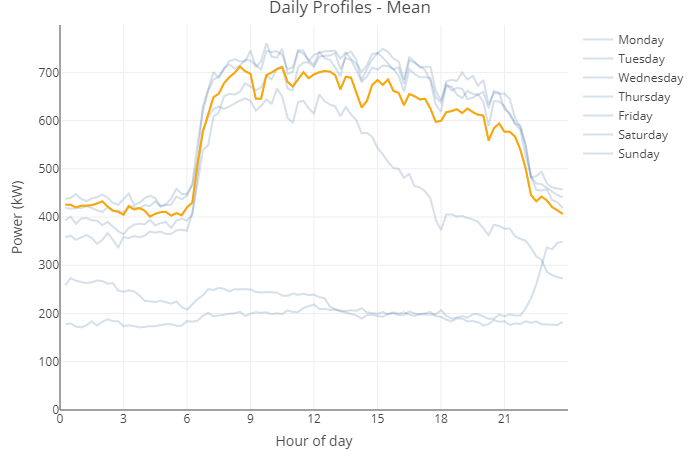 Daily Profiles - Mean
Power (kW)
700
600
500
400
300
200
100
0
0 3 6 9 12 15 18 21
Hour of day
Monday
Tuesday
Wednesday
Thursday
Friday
Saturday
Sunday